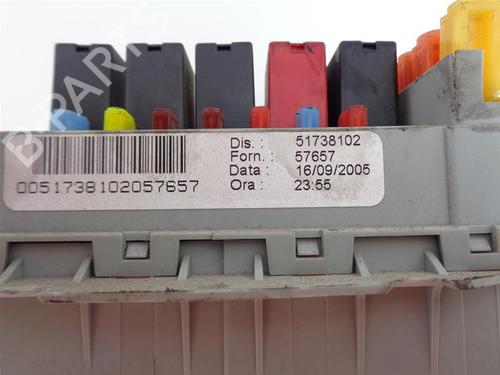 Dis. : 51738102
Forn. : 57657
Data : 16/09/2005
Ora : 23:55
0051738102057657
B-PARTS